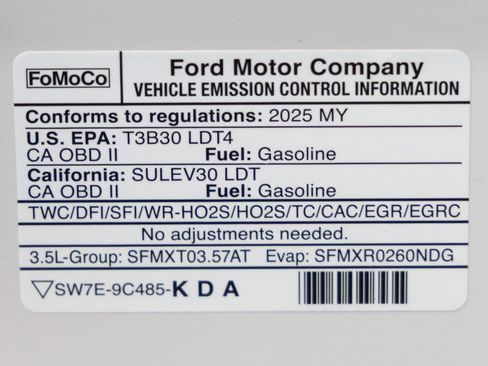 FoMoCo
Ford Motor Company
VEHICLE EMISSION CONTROL INFORMATION
Conforms to regulations: 2025 MY
U.S. EPA: T3B30 LDT4
CA OBD II Fuel: Gasoline
California: SULEV30 LDT
CA OBD II Fuel: Gasoline
TWC/DFI/SFI/WR-HO2S/HO2S/TC/CAC/EGR/EGRC
No adjustments needed.
3.5L-Group: SFMXT03.57AT Evap: SFMXR0260NDG
▽SW7E-9C485-KDA